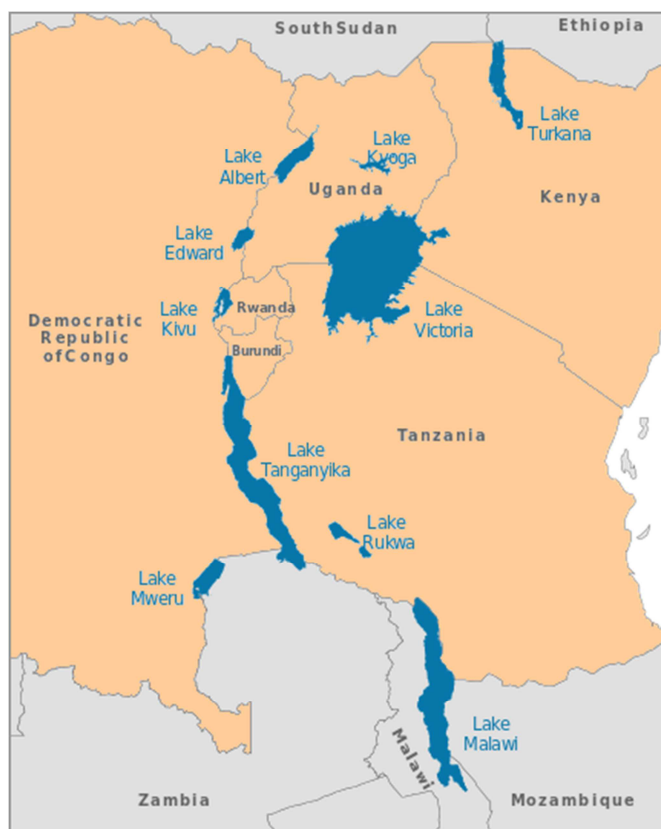 SouthSudan
Ethiopia
Lake
Turkana
Lake
Kyoga
Lake
Albert
Uganda
Kenya
Lake
Edward
Lake
Kivu
Rwanda
Lake
Victoria
Democratic
Republic
ofCongo
Burundi
Tanzania
Lake
Tanganyika
Lake
Rukwa
Lake
Mweru
Lake
Malawi
Malawi
Zambia
Mozambique